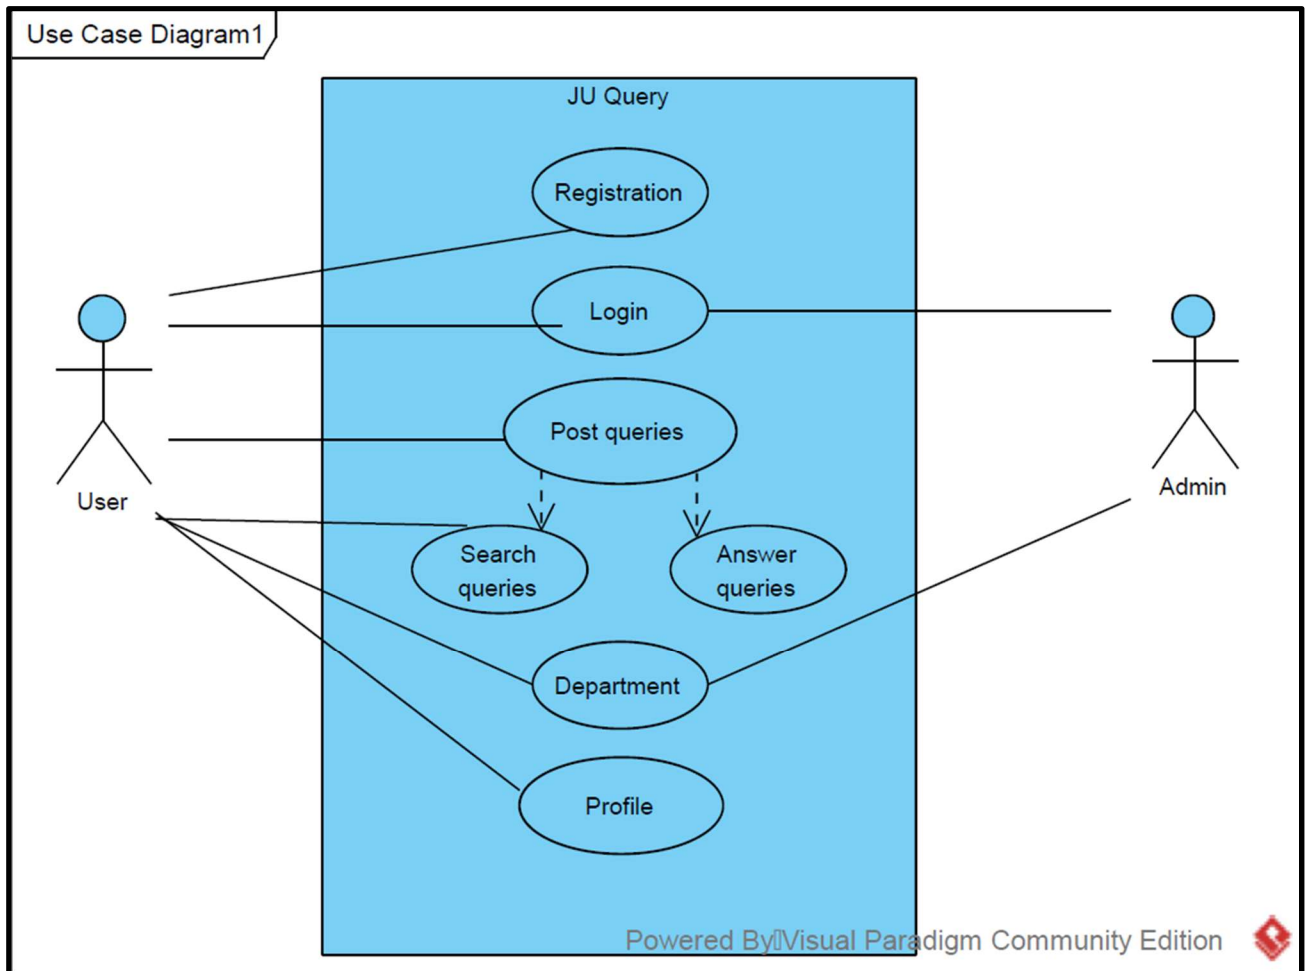 Use Case Diagram1
JU Query
Registration
Login
Post queries
User
Admin
Search
queries
Answer
queries
Department
Profile
Powered By Visual Paradigm Community Edition